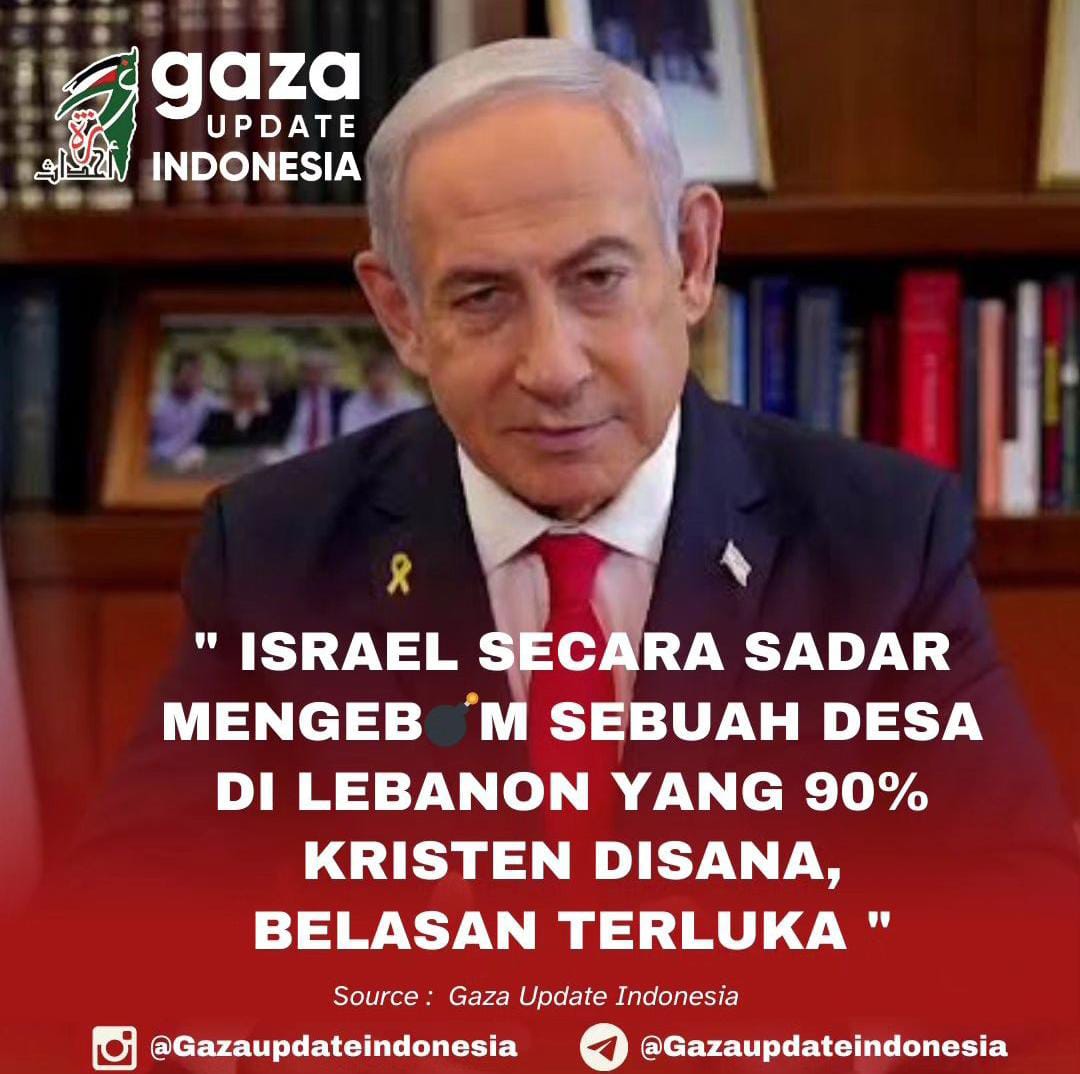 gaza
UPDATE
INDONESIA
" ISRAEL SECARA SADAR
MENGEB💣M SEBUAH DESA
DI LEBANON YANG 90%
KRISTEN DISANA,
BELASAN TERLUKA "
Source : Gaza Update Indonesia
@Gazaupdateindonesia
@Gazaupdateindonesia